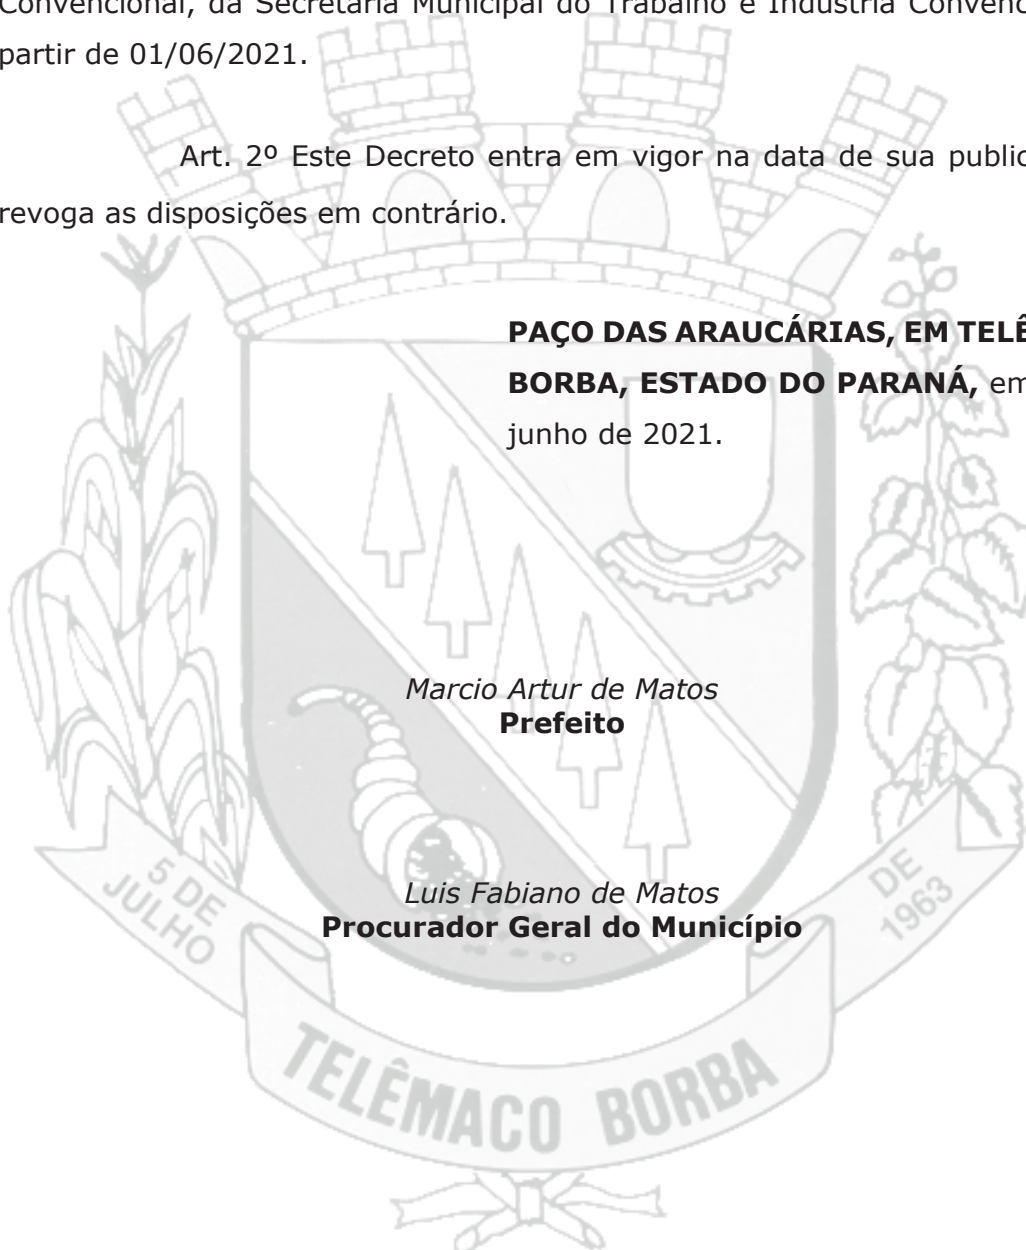 Convencional, da Secretaria Municipal do Trabalho e Indústria
partir de 01/06/2021.
Art. 2º Este Decreto entra em vigor na data de sua
revoga as disposições em contrário.
PAÇO DAS ARAUCÁRIAS, EM
BORBA, ESTADO DO PARANÁ, em
junho de 2021.
Marcio Artur de Matos
Prefeito
Luis Fabiano de Matos
Procurador Geral do Município
5 DE
JULHO
DE
1963
TELÊMACO BORBA